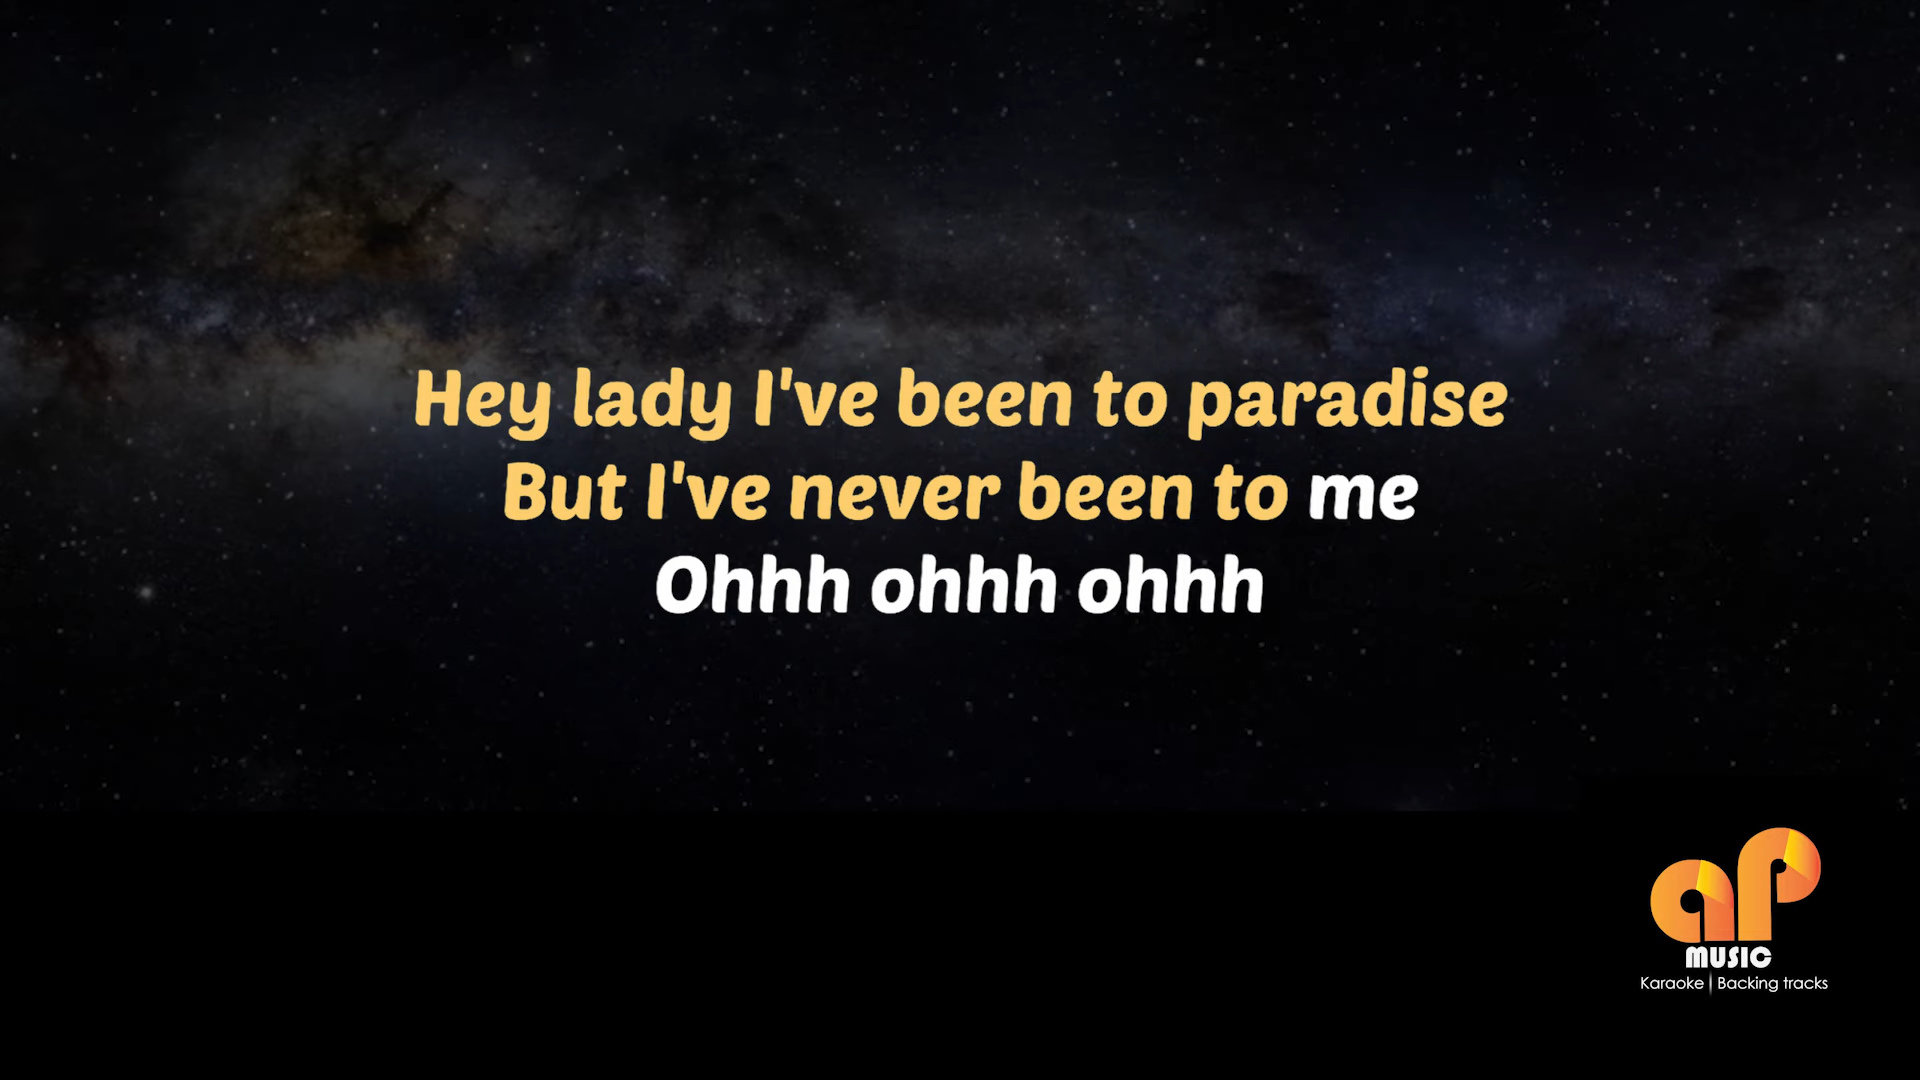 Hey lady I've been to paradise
But I've never been to me
Ohhh ohhh ohhh
ap
MUSIC
Karaoke | Backing tracks